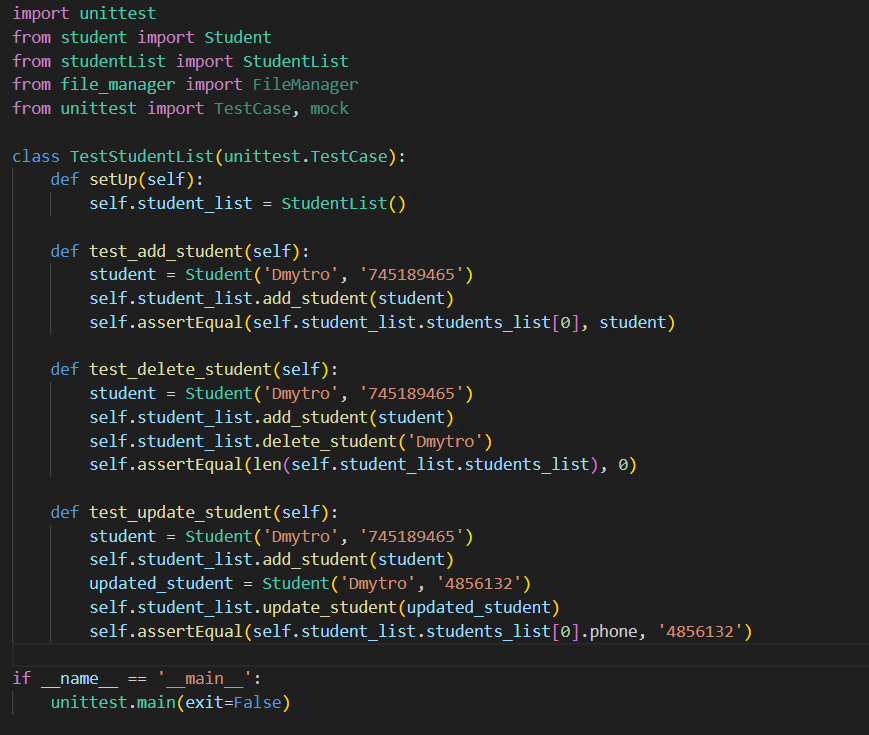 import unittest
from student import Student
from studentList import StudentList
from file_manager import FileManager
from unittest import TestCase, mock

class TestStudentList(unittest.TestCase):
    def setUp(self):
        self.student_list = StudentList()

    def test_add_student(self):
        student = Student('Dmytro', '745189465')
        self.student_list.add_student(student)
        self.assertEqual(self.student_list.students_list[0], student)

    def test_delete_student(self):
        student = Student('Dmytro', '745189465')
        self.student_list.add_student(student)
        self.student_list.delete_student('Dmytro')
        self.assertEqual(len(self.student_list.students_list), 0)

    def test_update_student(self):
        student = Student('Dmytro', '745189465')
        self.student_list.add_student(student)
        updated_student = Student('Dmytro', '4856132')
        self.student_list.update_student(updated_student)
        self.assertEqual(self.student_list.students_list[0].phone, '4856132')

if __name__ == '__main__':
    unittest.main(exit=False)